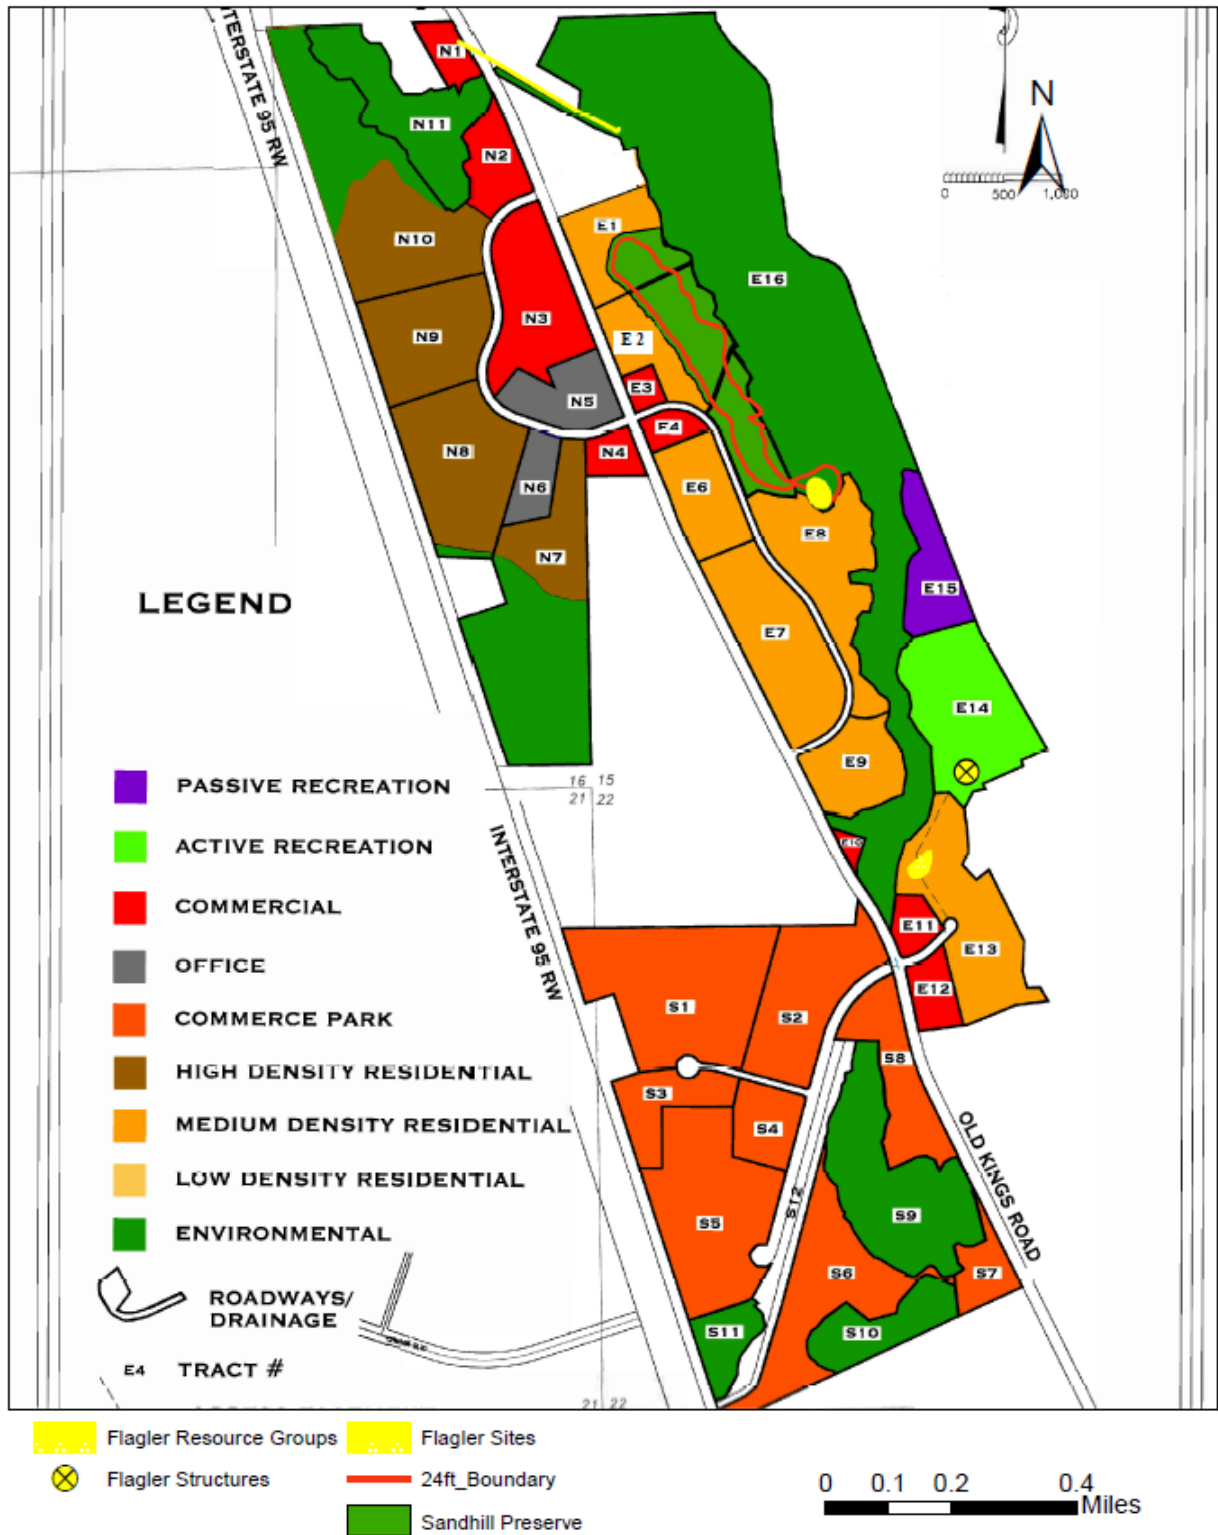 INTERSTATE 95 RW
N1
N11
N2
N
0 500 1,000
E1
N10
E16
N3
N9
E 2
E3
N5
E4
N8
N4
N6
E6
E8
N7
E15
LEGEND
E7
E14
E9
PASSIVE RECREATION
16 15
21 22
ACTIVE RECREATION
E10
INTERSTATE 95 RW
COMMERCIAL
E11
E13
OFFICE
E12
S1
S2
COMMERCE PARK
S8
HIGH DENSITY RESIDENTIAL
S3
S4
MEDIUM DENSITY RESIDENTIAL
OLD KINGS ROAD
LOW DENSITY RESIDENTIAL
S12
S9
S5
ENVIRONMENTAL
S6
S7
ROADWAYS/
DRAINAGE
S11
S10
E4 TRACT #
21 22
Flagler Resource Groups
Flagler Sites
Flagler Structures
24ft_Boundary
Sandhill Preserve
0 0.1 0.2 0.4
Miles